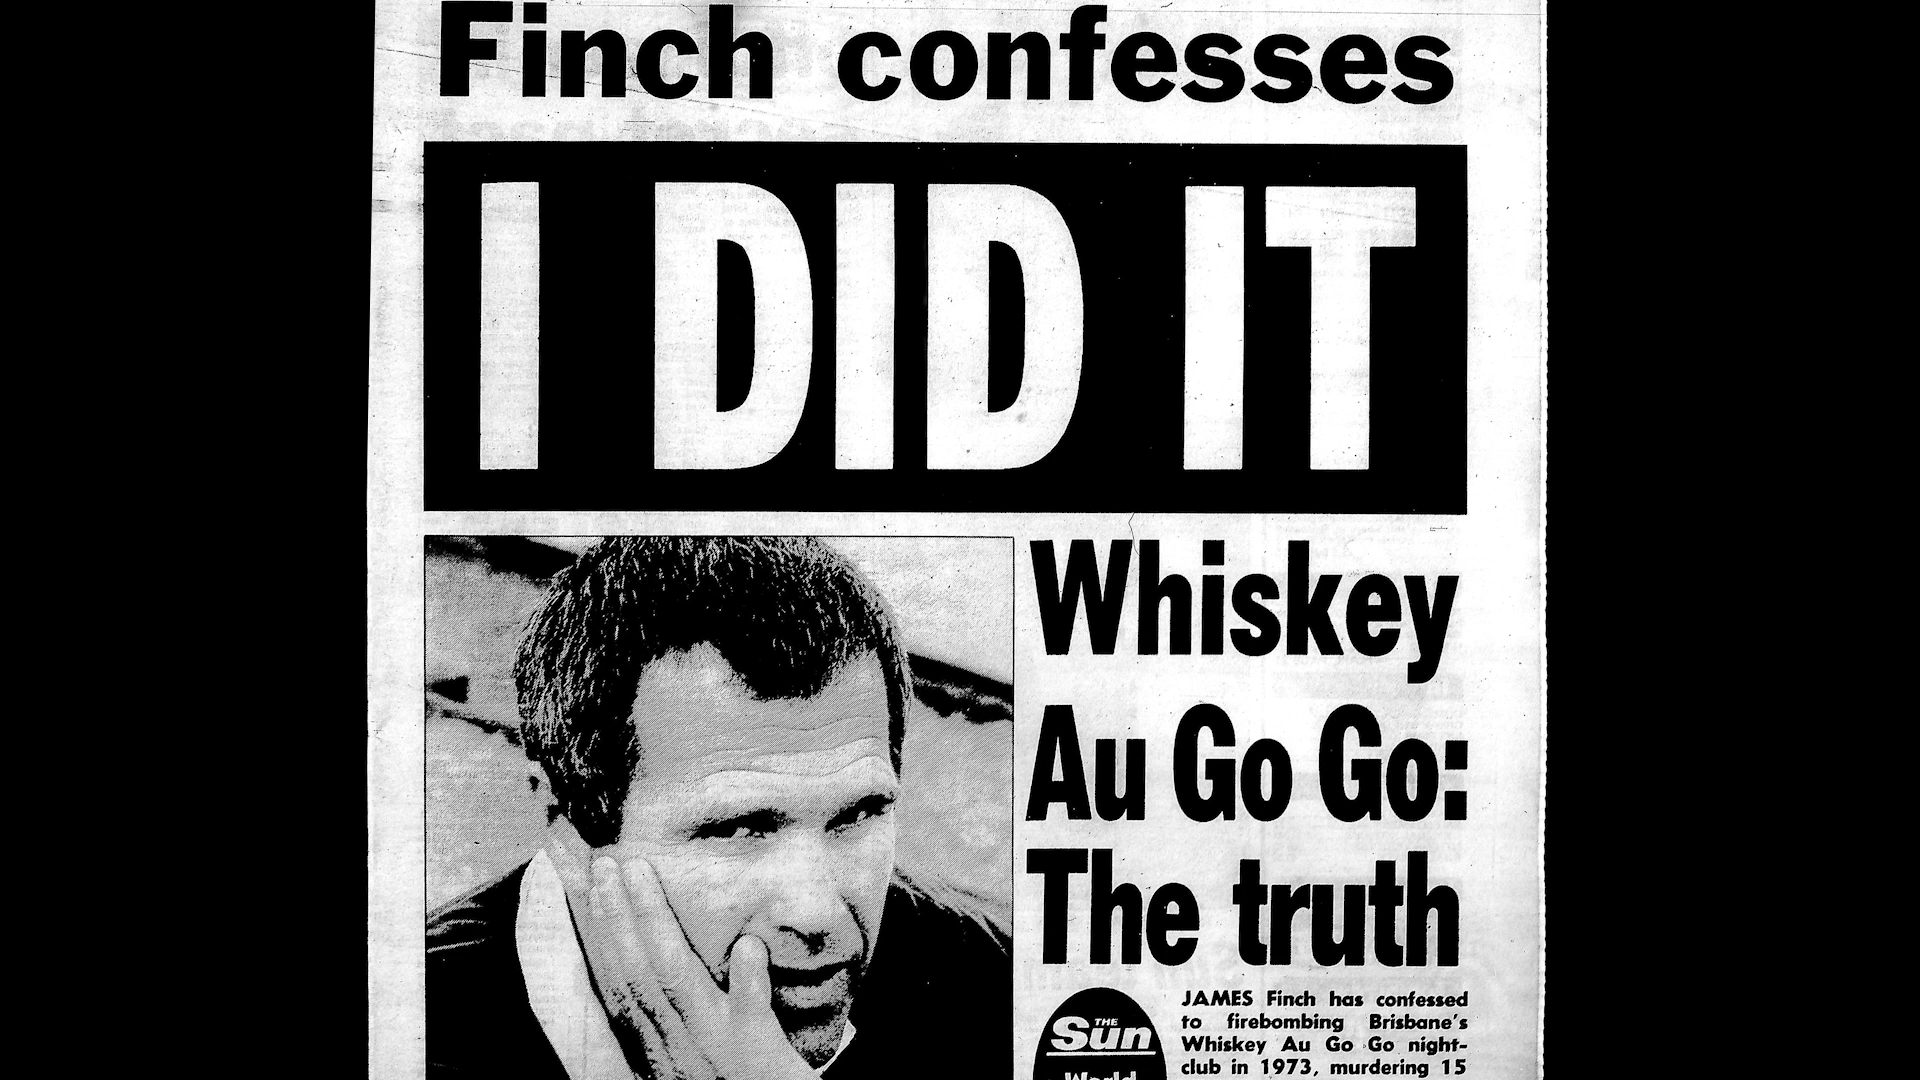 Finch confesses
I DID IT
Whiskey
Au Go Go:
The truth
THE
Sun
World
JAMES Finch has confessed
to firebombing Brisbane's
Whiskey Au Go Go night-
club in 1973, murdering 15